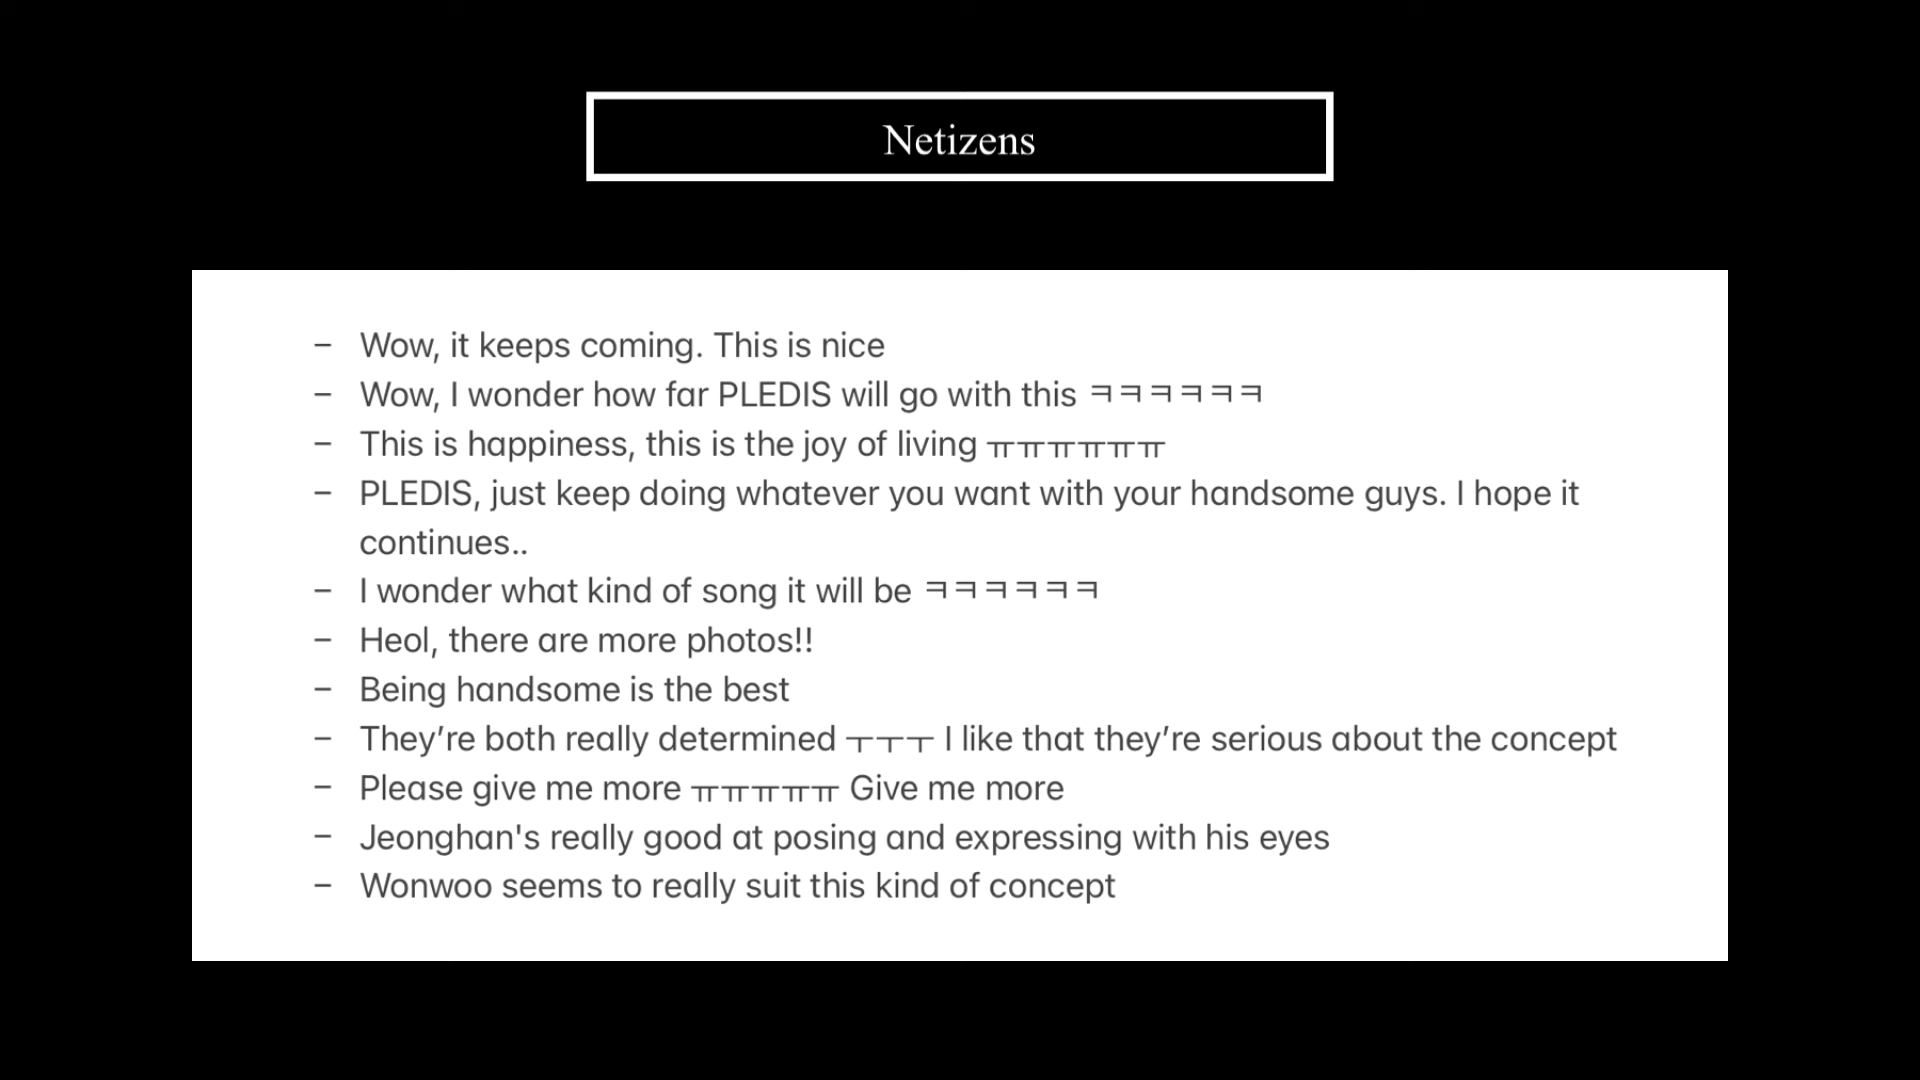 Netizens
– Wow, it keeps coming. This is nice
– Wow, I wonder how far PLEDIS will go with this ㅋㅋㅋㅋㅋㅋ
– This is happiness, this is the joy of living ㅠㅠㅠㅠㅠㅠ
– PLEDIS, just keep doing whatever you want with your handsome guys. I hope it
continues..
– I wonder what kind of song it will be ㅋㅋㅋㅋㅋㅋ
– Heol, there are more photos!!
– Being handsome is the best
– They’re both really determined ㅜㅜㅜ I like that they’re serious about the concept
– Please give me more ㅠㅠㅠㅠㅠ Give me more
– Jeonghan's really good at posing and expressing with his eyes
– Wonwoo seems to really suit this kind of concept